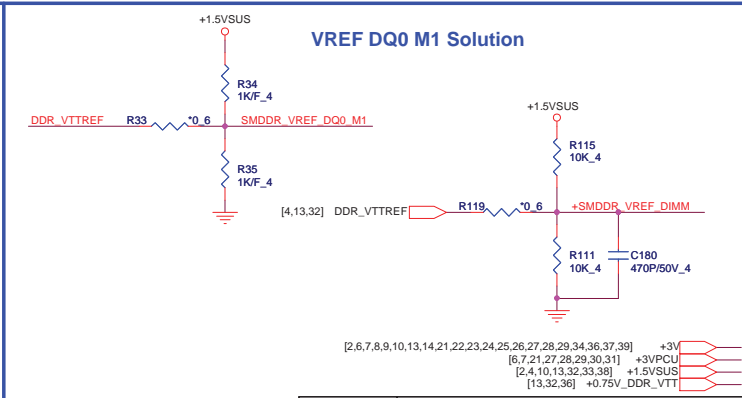 +1.5VSUS
VREF DQ0 M1 Solution
R34
1K/F_4
DDR_VTTREF R33 *0_6 SMDDR_VREF_DQ0_M1
R35
1K/F_4
+1.5VSUS
R115
10K_4
[4,13,32] DDR_VTTREF R119 *0_6 +SMDDR_VREF_DIMM
R111
10K_4
C180
470P/50V_4
[2,6,7,8,9,10,13,14,21,22,23,24,25,26,27,28,29,34,36,37,39] +3V
[6,7,21,27,28,29,30,31] +3VPCU
[2,4,10,13,32,33,38] +1.5VSUS
[13,32,36] +0.75V_DDR_VTT